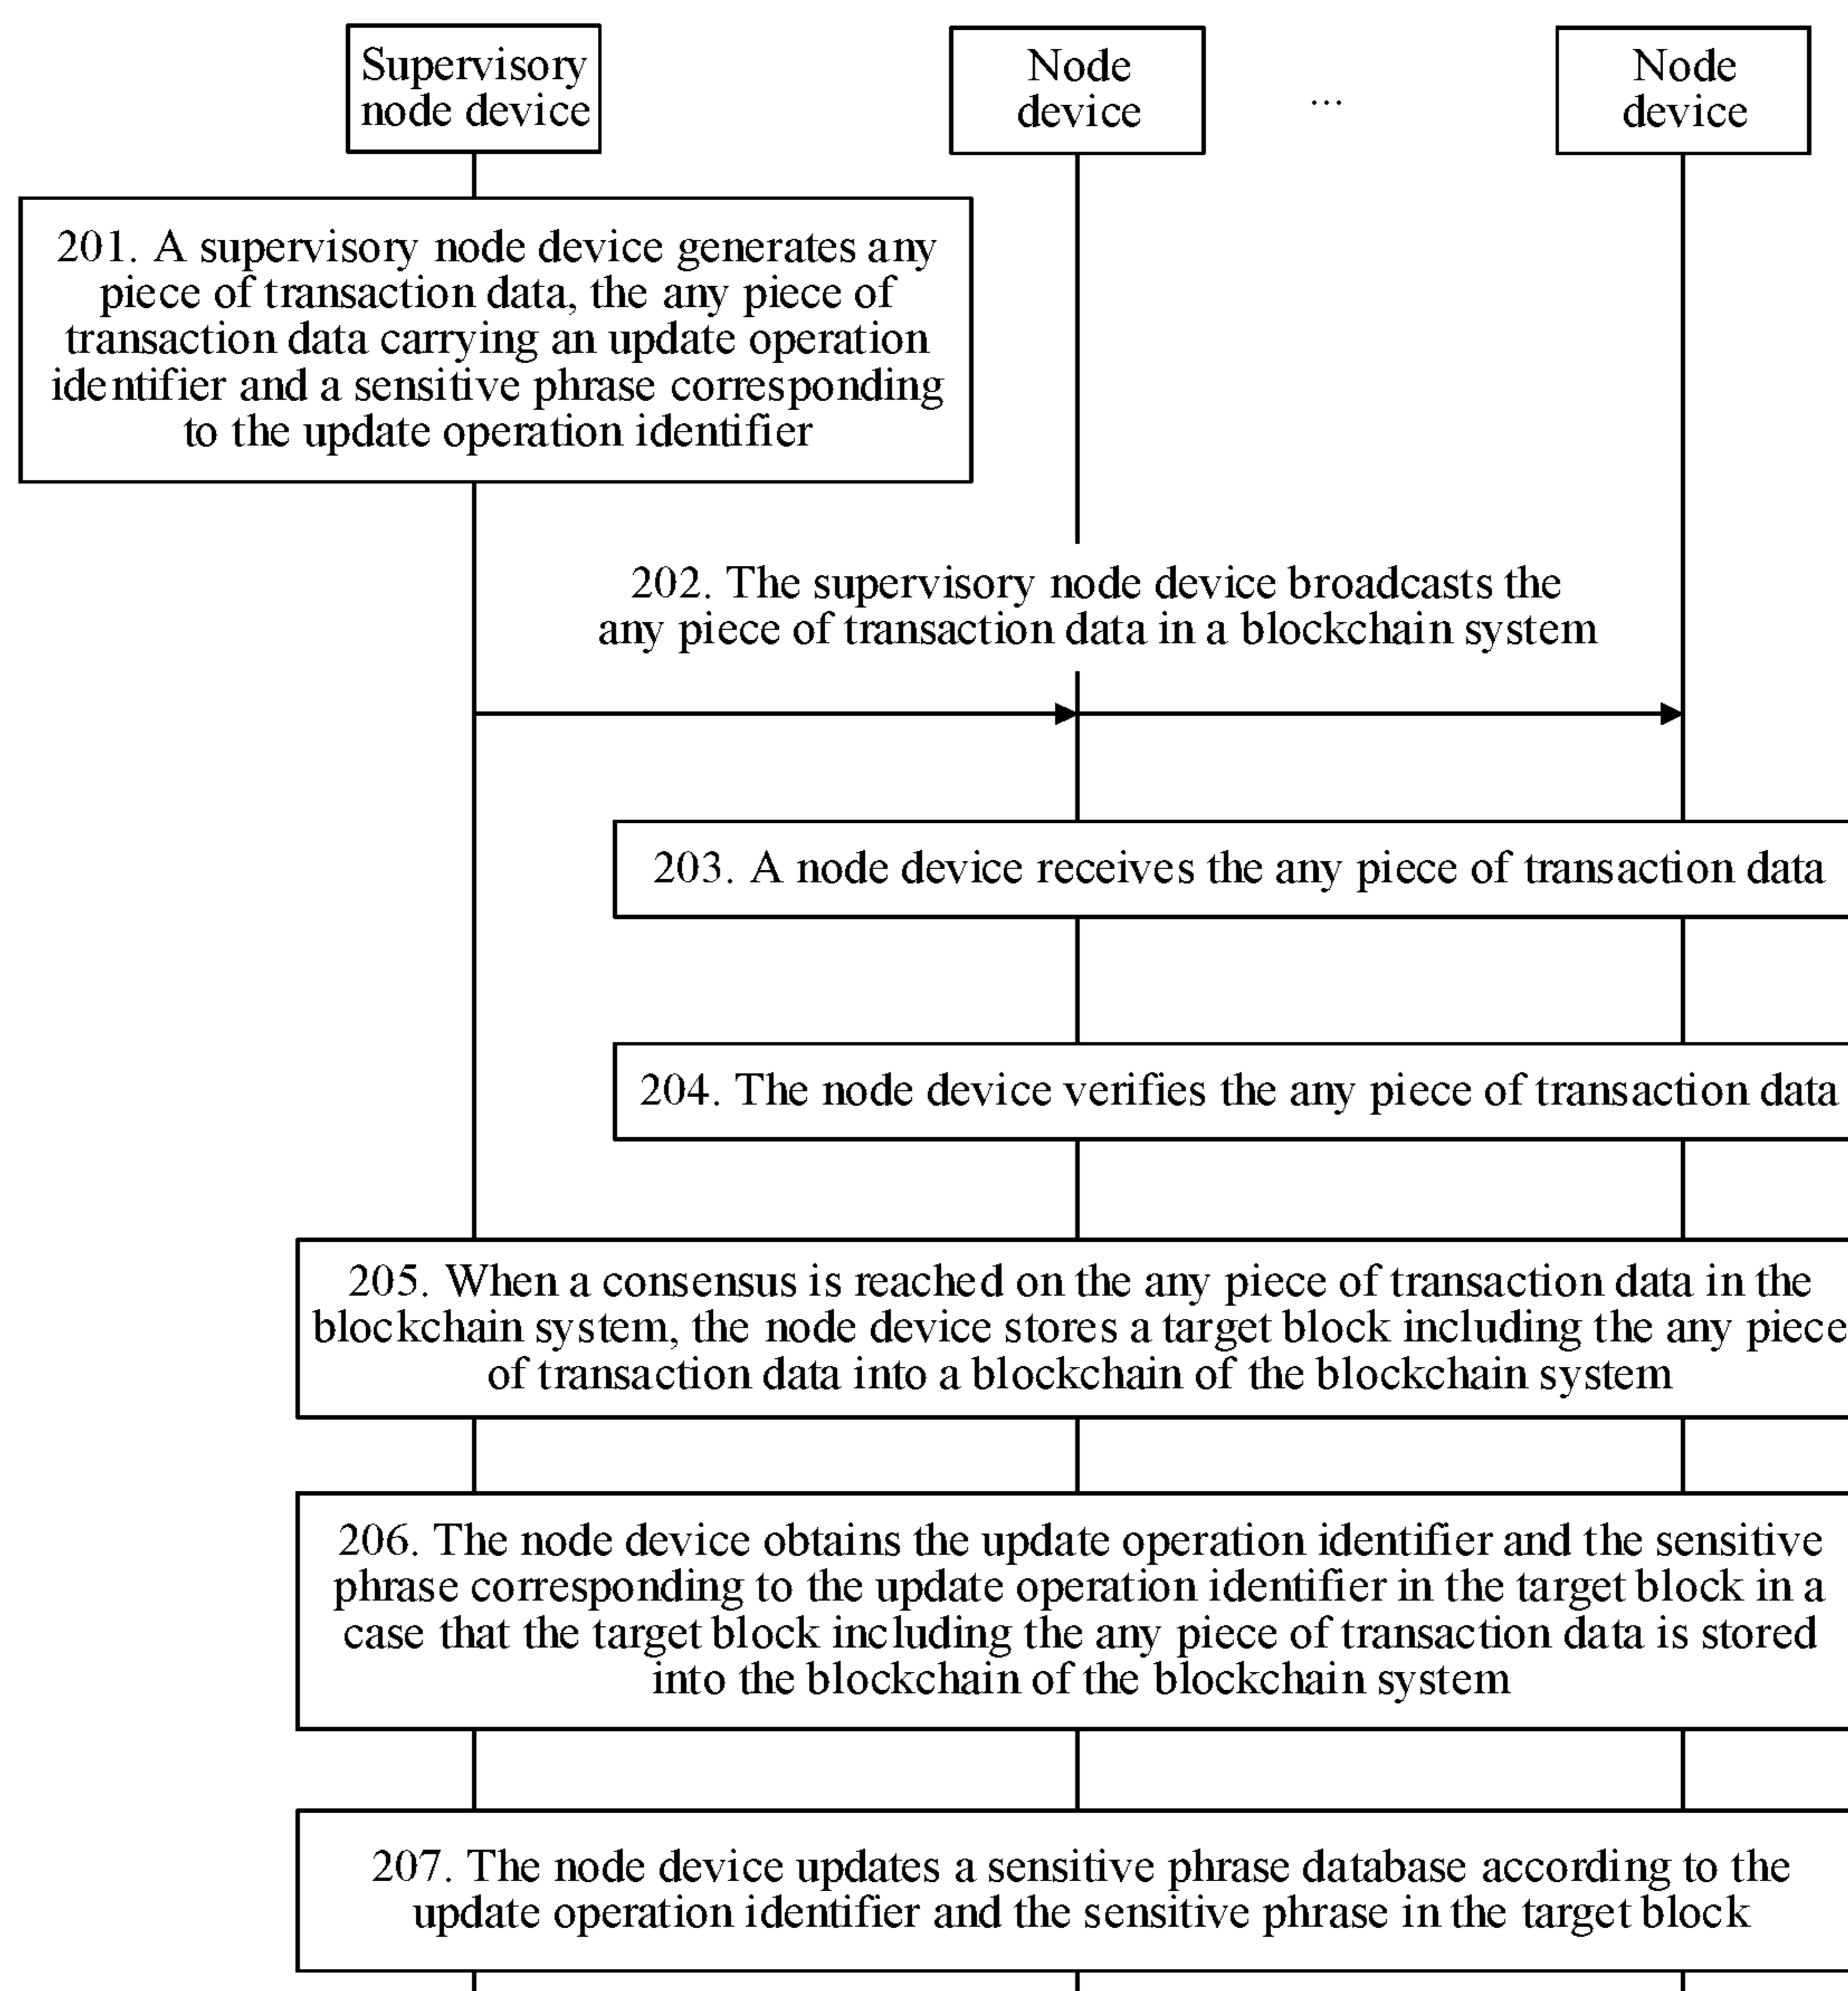 Supervisory
node device
Node
device
...
Node
device
201. A supervisory node device generates any
piece of transaction data, the any piece of
transaction data carrying an update operation
identifier and a sensitive phrase corresponding
to the update operation identifier
202. The supervisory node device broadcasts the
any piece of transaction data in a blockchain system
203. A node device receives the any piece of transaction data
204. The node device verifies the any piece of transaction data
205. When a consensus is reached on the any piece of transaction data in the
blockchain system, the node device stores a target block including the any piece
of transaction data into a blockchain of the blockchain system
206. The node device obtains the update operation identifier and the sensitive
phrase corresponding to the update operation identifier in the target block in a
case that the target block including the any piece of transaction data is stored
into the blockchain of the blockchain system
207. The node device updates a sensitive phrase database according to the
update operation identifier and the sensitive phrase in the target block